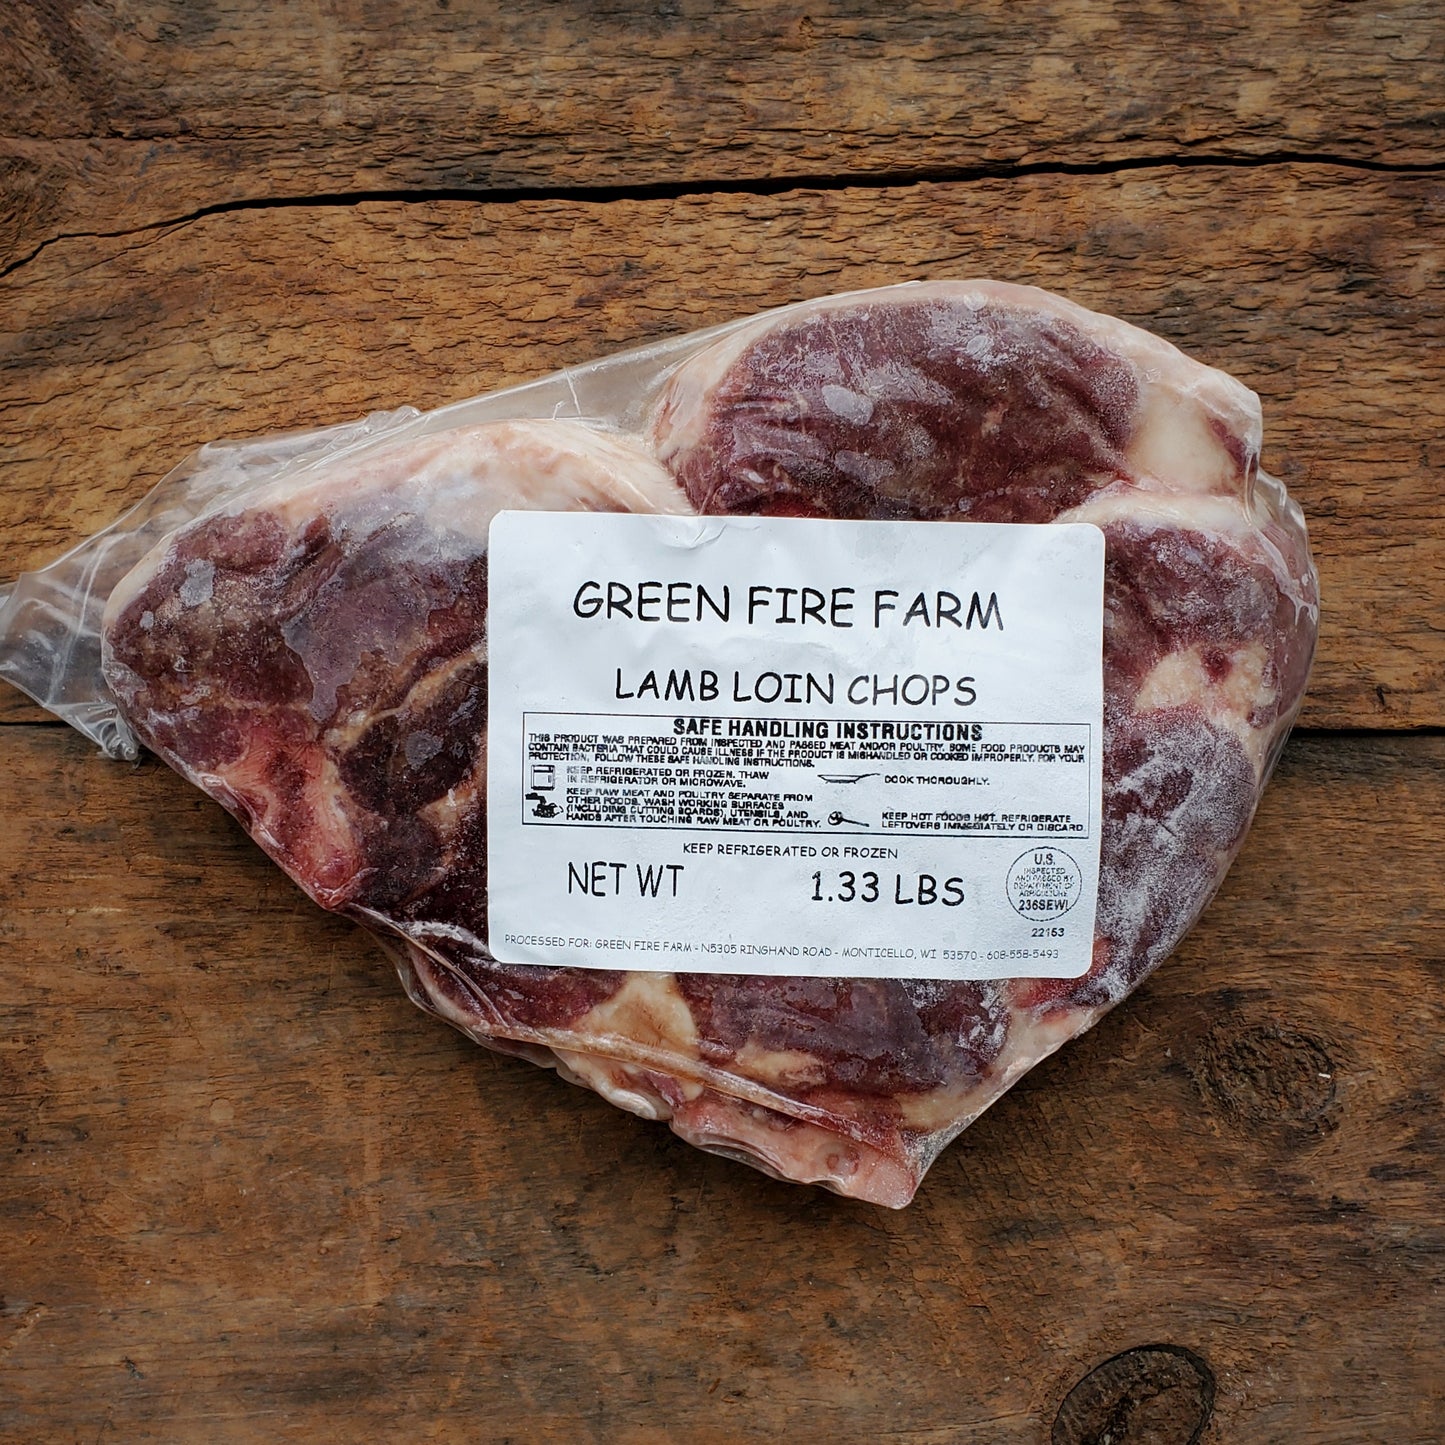 GREEN FIRE FARM
LAMB LOIN CHOPS
SAFE HANDLING INSTRUCTIONS
THIS PRODUCT WAS PREPARED FROM INSPECTED AND PASSED MEAT AND/OR POULTRY. SOME FOOD PRODUCTS MAY
CONTAIN BACTERIA THAT COULD CAUSE ILLNESS IF THE PRODUCT IS MISHANDLED OR COOKED IMPROPERLY. FOR YOUR
PROTECTION, FOLLOW THESE SAFE HANDLING INSTRUCTIONS.
KEEP REFRIGERATED OR FROZEN. THAW
IN REFRIGERATOR OR MICROWAVE.
KEEP RAW MEAT AND POULTRY SEPARATE FROM
OTHER FOODS. WASH WORKING SURFACES
(INCLUDING CUTTING BOARDS), UTENSILS, AND
HANDS AFTER TOUCHING RAW MEAT OR POULTRY.
COOK THOROUGHLY.
KEEP HOT FOODS HOT. REFRIGERATE
LEFTOVERS IMMEDIATELY OR DISCARD.
KEEP REFRIGERATED OR FROZEN
NET WT 1.33 LBS
U.S.
INSPECTED
AND PASSED BY
DEPARTMENT OF
AGRICULTURE
236SEWI
22153
PROCESSED FOR: GREEN FIRE FARM - N5305 RINGHAND ROAD - MONTICELLO, WI 53570 - 608-558-5493